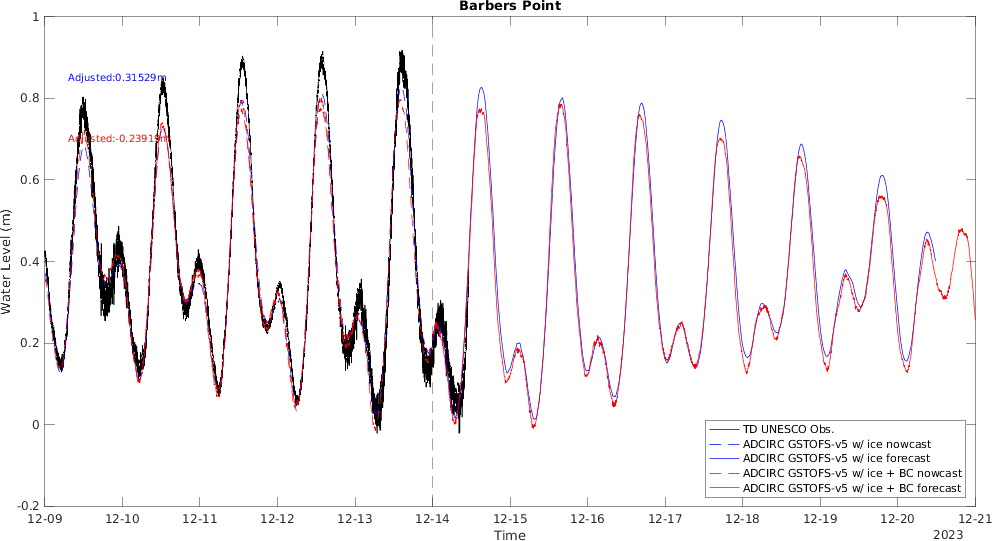 Barbers Point
1
0.8
0.6
0.4
0.2
0
-0.2
Water Level (m)
Adjusted:0.31529m
Adjusted:-0.23919m
TD UNESCO Obs.
ADCIRC GSTOFS-v5 w/ ice nowcast
ADCIRC GSTOFS-v5 w/ ice forecast
ADCIRC GSTOFS-v5 w/ ice + BC nowcast
ADCIRC GSTOFS-v5 w/ ice + BC forecast
12-09 12-10 12-11 12-12 12-13 12-14 12-15 12-16 12-17 12-18 12-19 12-20 12-21
Time
2023